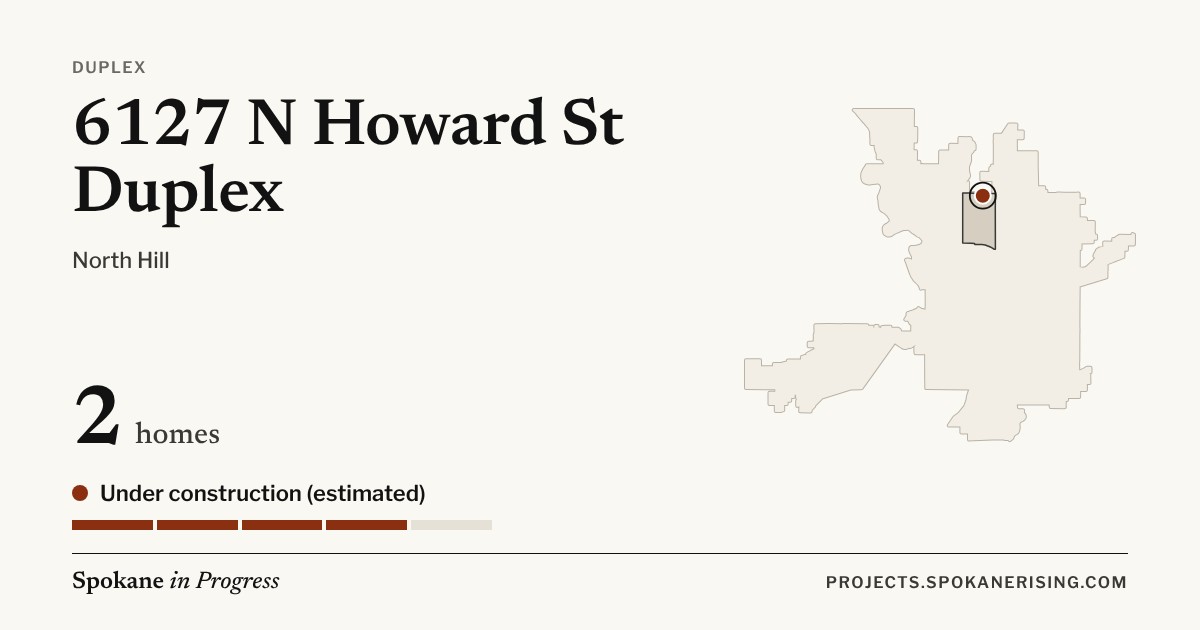 DUPLEX
6127 N Howard St
Duplex
North Hill
2 homes
Under construction (estimated)
Spokane in Progress
PROJECTS.SPOKANERISING.COM